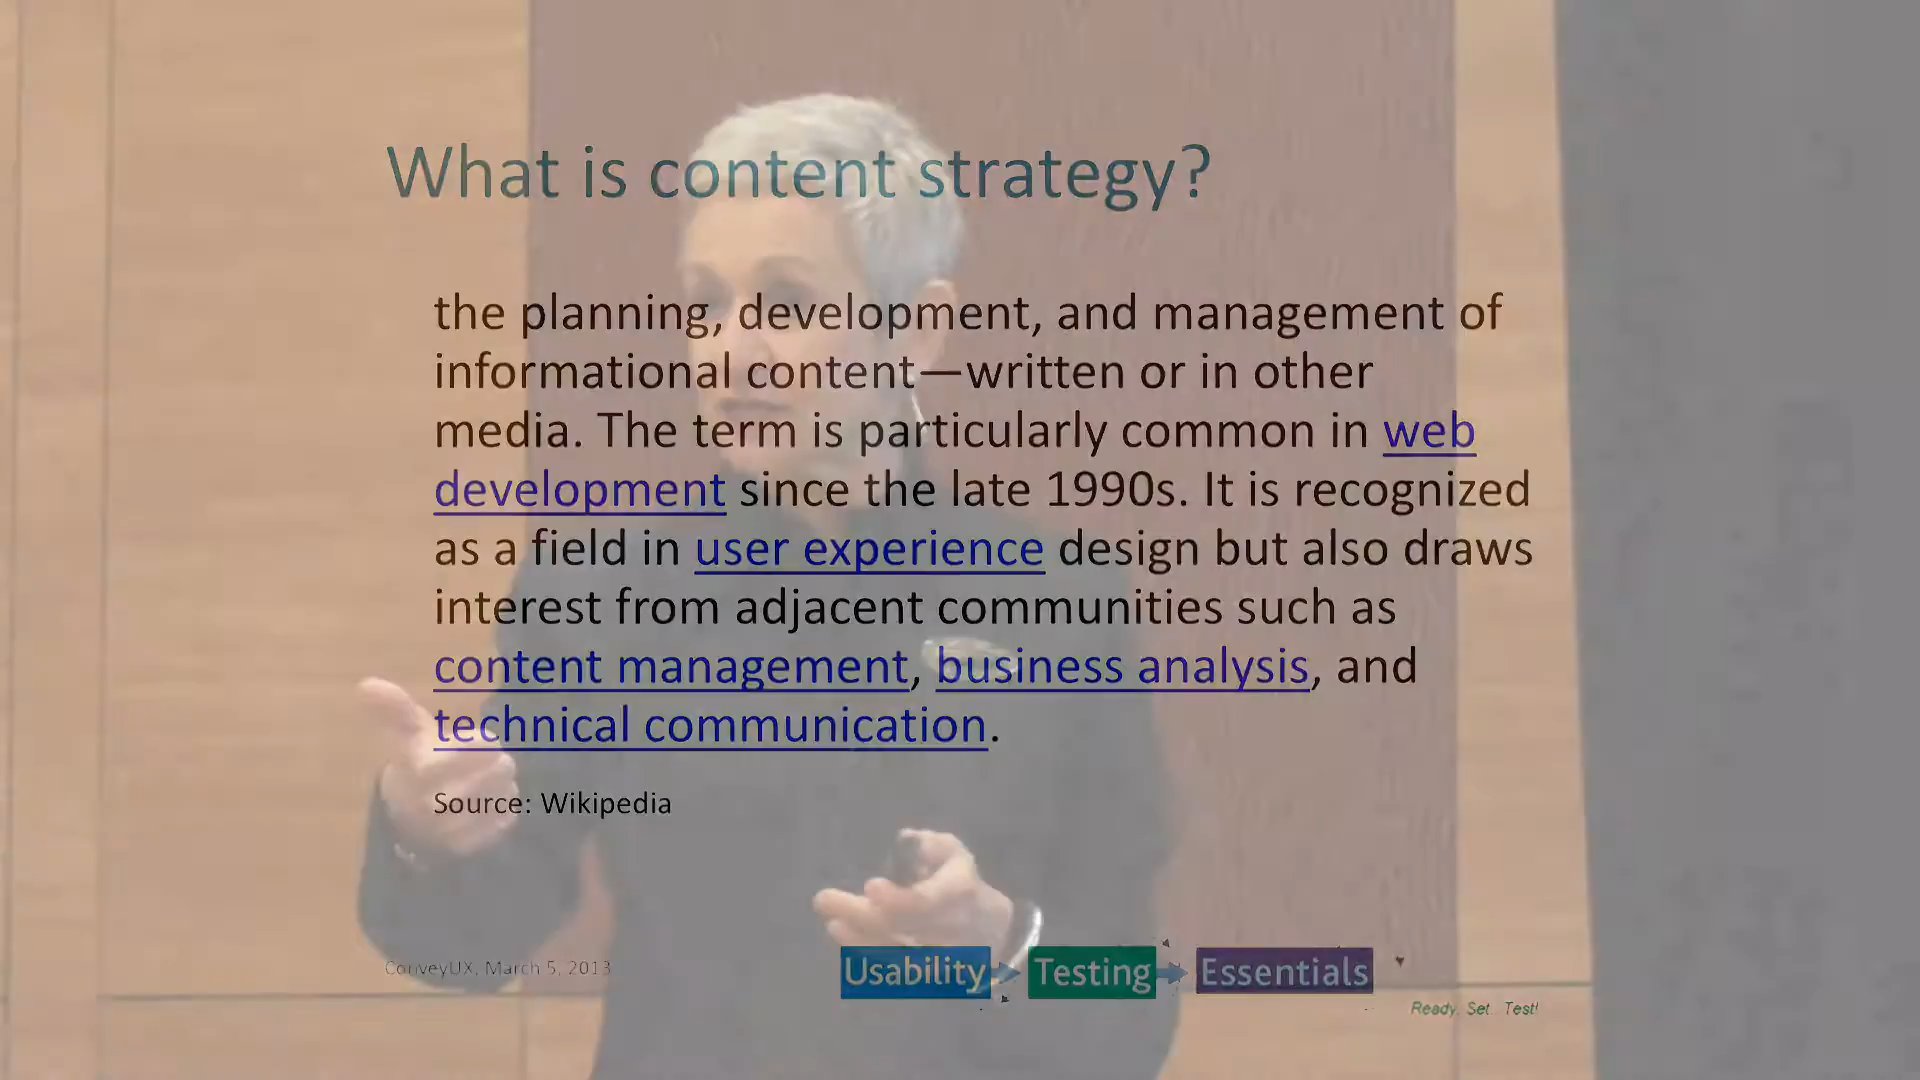 What is content strategy?
the planning, development, and management of
informational content—written or in other
media. The term is particularly common in web
development since the late 1990s. It is recognized
as a field in user experience design but also draws
interest from adjacent communities such as
content management, business analysis, and
technical communication.
Source: Wikipedia
ConveyUX, March 5, 2013
Usability Testing Essentials
Ready, Set... Test!